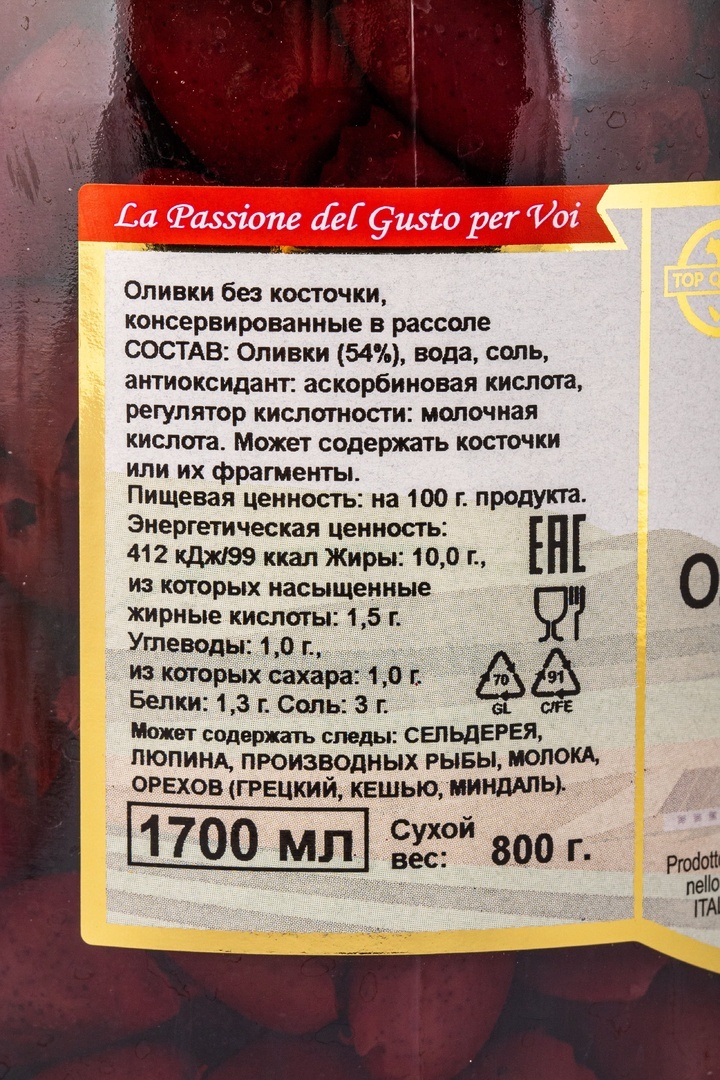 La Passione del Gusto per Voi
Оливки без косточки,
консервированные в рассоле
СОСТАВ: Оливки (54%), вода, соль,
антиоксидант: аскорбиновая кислота,
регулятор кислотности: молочная
кислота. Может содержать косточки
или их фрагменты.
Пищевая ценность: на 100 г. продукта.
Энергетическая ценность:
412 кДж/99 ккал Жиры: 10,0 г.,
из которых насыщенные
жирные кислоты: 1,5 г.
Углеводы: 1,0 г.,
из которых сахара: 1,0 г.
Белки: 1,3 г. Соль: 3 г.
EAC
70
GL
91
C/FE
Может содержать следы: СЕЛЬДЕРЕЯ,
ЛЮПИНА, ПРОИЗВОДНЫХ РЫБЫ, МОЛОКА,
ОРЕХОВ (ГРЕЦКИЙ, КЕШЬЮ, МИНДАЛЬ).
1700 мл
Сухой
вес: 800 г.
TOP
nello